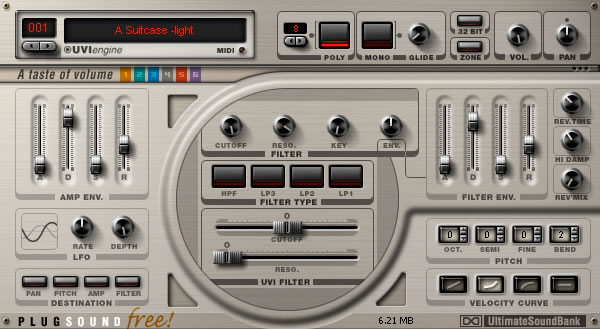 001
A Suitcase -light
UVI engine
MIDI
8
POLY
MONO
GLIDE
32 BIT
ZONE
VOL.
PAN
A taste of volume 1 2 3 4 5 6
A D S R
AMP ENV.
CUTOFF RESO. KEY ENV.
FILTER
HPF LP3 LP2 LP1
FILTER TYPE
CUTOFF
RESO.
UVI FILTER
A D S R
FILTER ENV.
REV.TIME
HI DAMP
REV'MIX
RATE DEPTH
LFO
PAN PITCH AMP FILTER
DESTINATION
0 0 0 2
OCT. SEMI FINE BEND
PITCH
VELOCITY CURVE
PLUGSOUND free!
6.21 MB
UltimateSoundBank